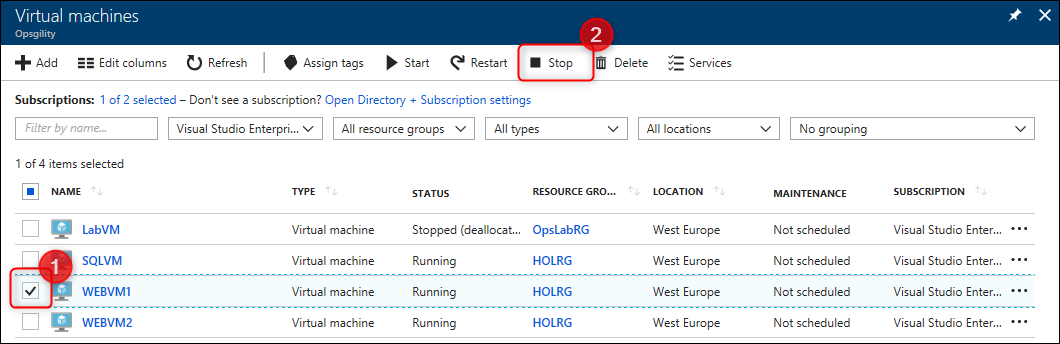 Virtual machines
Opsgility
2
Add Edit columns Refresh Assign tags Start Restart Stop Delete Services
Subscriptions: 1 of 2 selected – Don't see a subscription? Open Directory + Subscription settings
Filter by name... Visual Studio Enterpri... All resource groups All types All locations No grouping
1 of 4 items selected
NAME TYPE STATUS RESOURCE GRO... LOCATION MAINTENANCE SUBSCRIPTION
LabVM Virtual machine Stopped (deallocat... OpsLabRG West Europe Not scheduled Visual Studio Enter...
1 SQLVM Virtual machine Running HOLRG West Europe Not scheduled Visual Studio Enter...
WEBVM1 Virtual machine Running HOLRG West Europe Not scheduled Visual Studio Enter...
WEBVM2 Virtual machine Running HOLRG West Europe Not scheduled Visual Studio Enter...